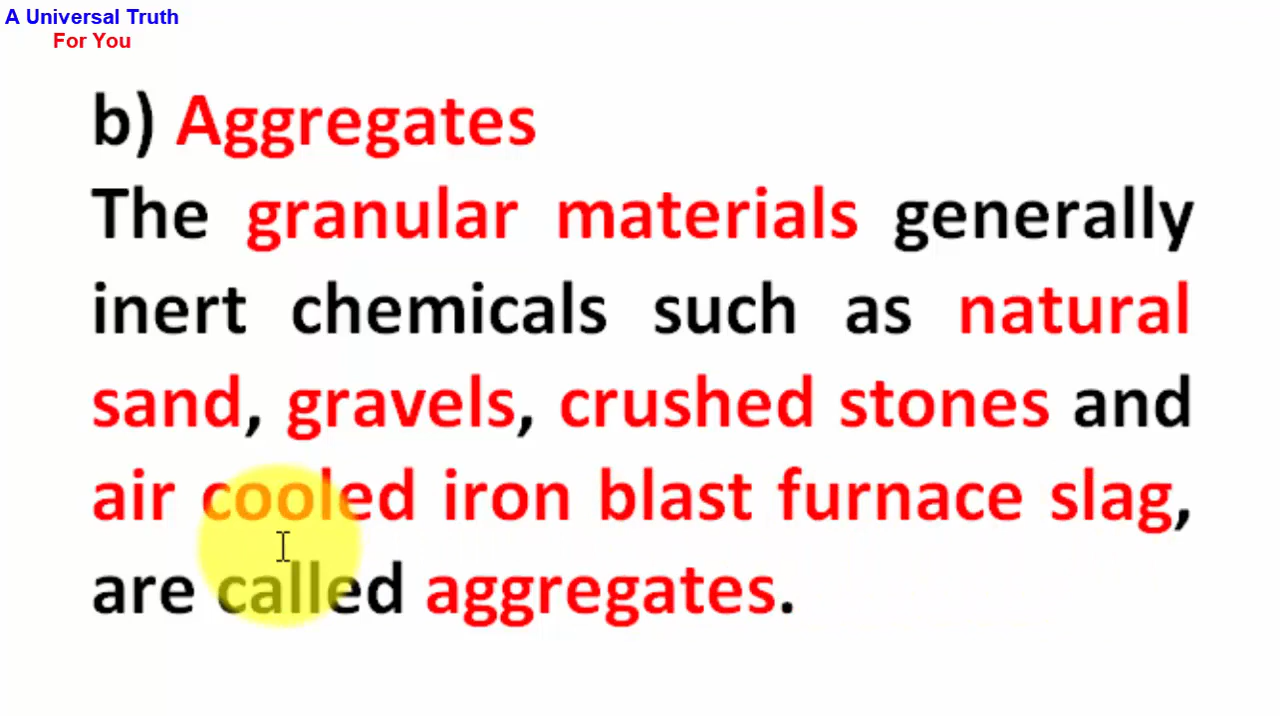 A Universal Truth
For You
b) Aggregates
The granular materials generally
inert chemicals such as natural
sand, gravels, crushed stones and
air cooled iron blast furnace slag,
are called aggregates.